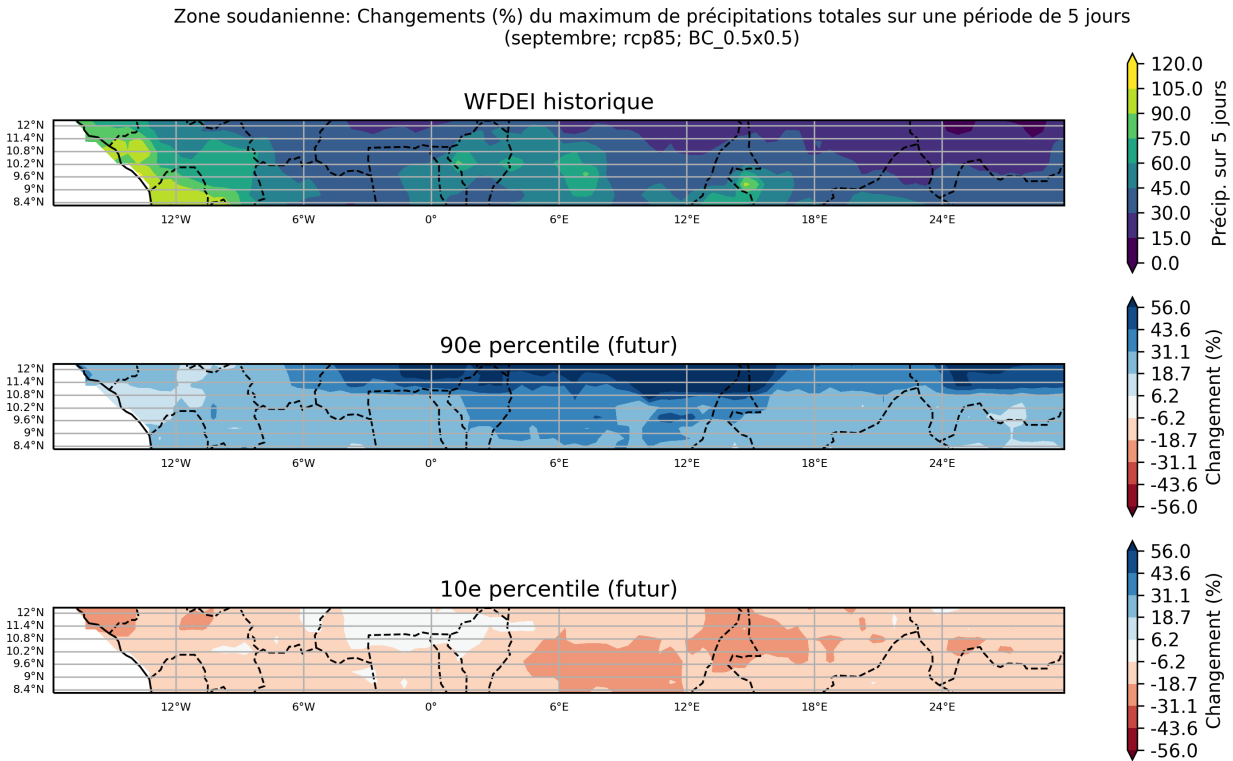 Zone soudanienne: Changements (%) du maximum de précipitations totales sur une période de 5 jours
(septembre; rcp85; BC_0.5x0.5)
WFDEI historique
12°N
11.4°N
10.8°N
10.2°N
9.6°N
9°N
8.4°N
12°W
6°W
0°
6°E
12°E
18°E
24°E
120.0
105.0
90.0
75.0
60.0
45.0
30.0
15.0
0.0
Précip. sur 5 jours
90e percentile (futur)
12°N
11.4°N
10.8°N
10.2°N
9.6°N
9°N
8.4°N
12°W
6°W
0°
6°E
12°E
18°E
24°E
56.0
43.6
31.1
18.7
6.2
-6.2
-18.7
-31.1
-43.6
-56.0
Changement (%)
10e percentile (futur)
12°N
11.4°N
10.8°N
10.2°N
9.6°N
9°N
8.4°N
12°W
6°W
0°
6°E
12°E
18°E
24°E
56.0
43.6
31.1
18.7
6.2
-6.2
-18.7
-31.1
-43.6
-56.0
Changement (%)